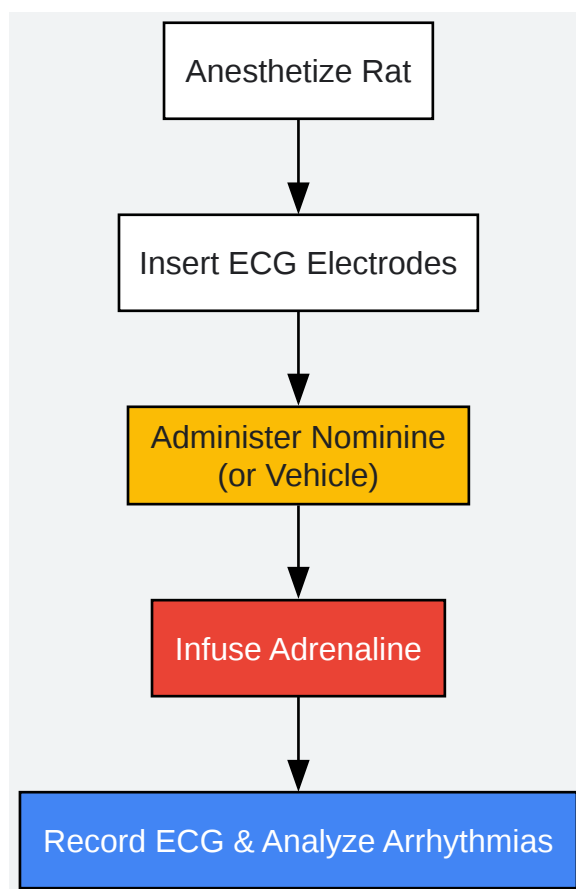 Anesthetize Rat
Insert ECG Electrodes
Administer Nominine
(or Vehicle)
Infuse Adrenaline
Record ECG & Analyze Arrhythmias